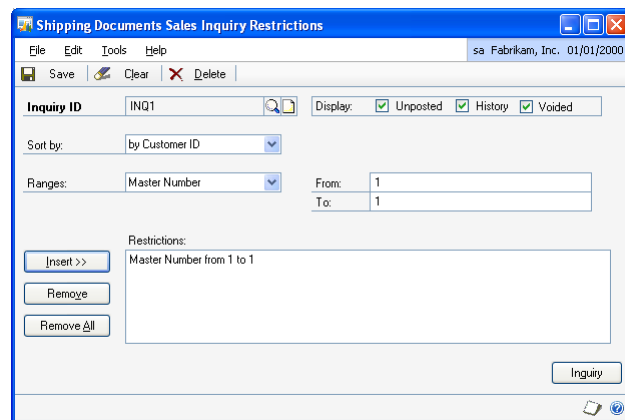 Shipping Documents Sales Inquiry Restrictions
File Edit Tools Help sa Fabrikam, Inc. 01/01/2000
Save Clear Delete
Inquiry ID INQ1 Display: Unposted History Voided
Sort by: by Customer ID
Ranges: Master Number From: 1
To: 1
Restrictions:
Insert >> Master Number from 1 to 1
Remove
Remove All
Inquiry